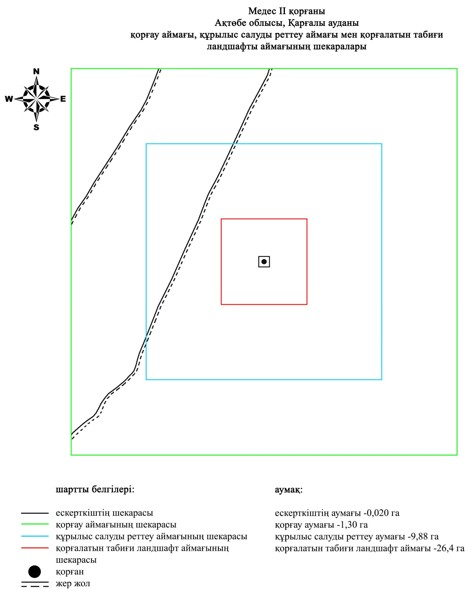 Медес II қорғаны
Ақтөбе облысы, Қарғалы ауданы
қорғау аймағы, құрылыс салуды реттеу аймағы мен қорғалатын табиғи
ландшафты аймағының шекаралары
N
W E
S
шартты белгілері:
ескерткіштің шекарасы
қорғау аймағының шекарасы
құрылыс салуды реттеу аймағының шекарасы
қорғалатын табиғи ландшафт аймағының
шекарасы
қорған
жер жол
аумақ:
ескерткіштің аумағы -0,020 га
қорғау аумағы -1,30 га
құрылыс салуды реттеу аумағы -9,88 га
қорғалатын табиғи ландшафт аймағы -26,4 га